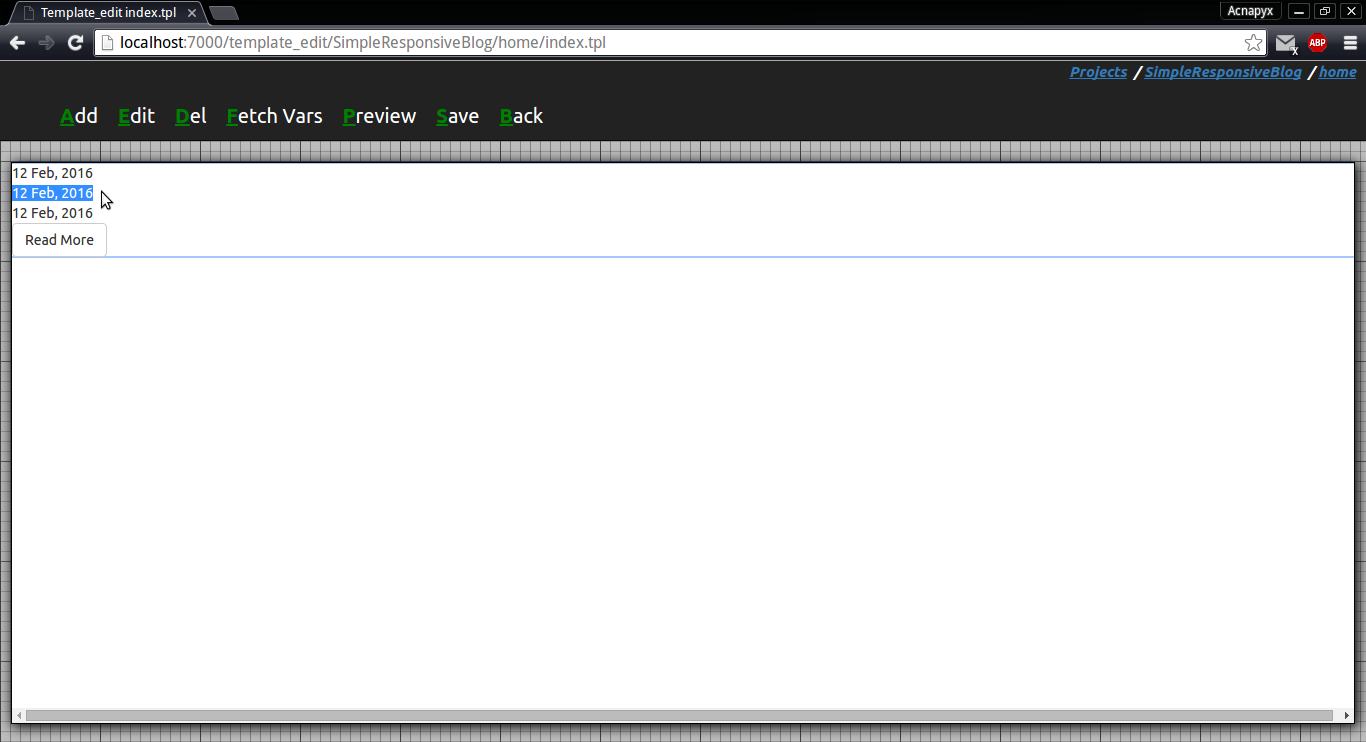 Template_edit index.tpl
Acnapyx
localhost:7000/template_edit/SimpleResponsiveBlog/home/index.tpl
x
ABP
Projects / SimpleResponsiveBlog / home
Add Edit Del Fetch Vars Preview Save Back
12 Feb, 2016
12 Feb, 2016
12 Feb, 2016
Read More